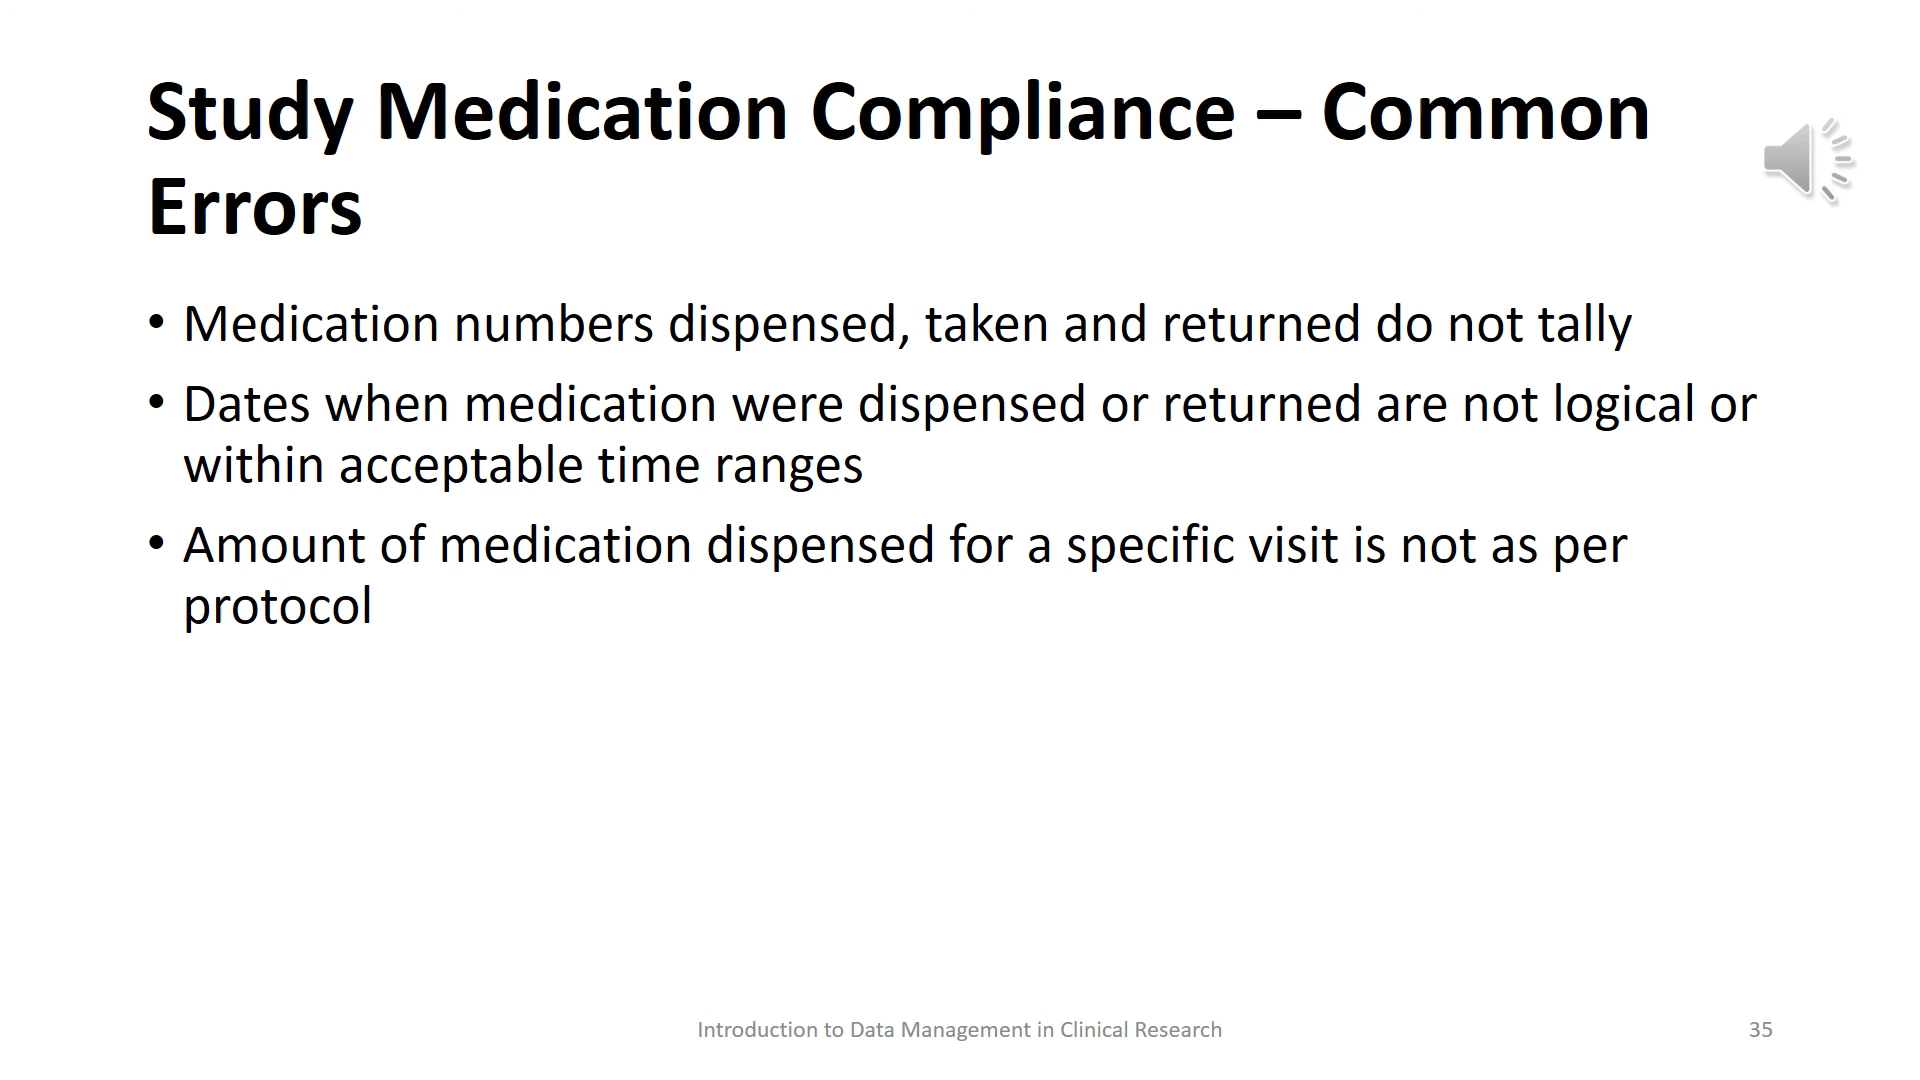 Study Medication Compliance – Common
Errors
• Medication numbers dispensed, taken and returned do not tally
• Dates when medication were dispensed or returned are not logical or
within acceptable time ranges
• Amount of medication dispensed for a specific visit is not as per
protocol
Introduction to Data Management in Clinical Research
35